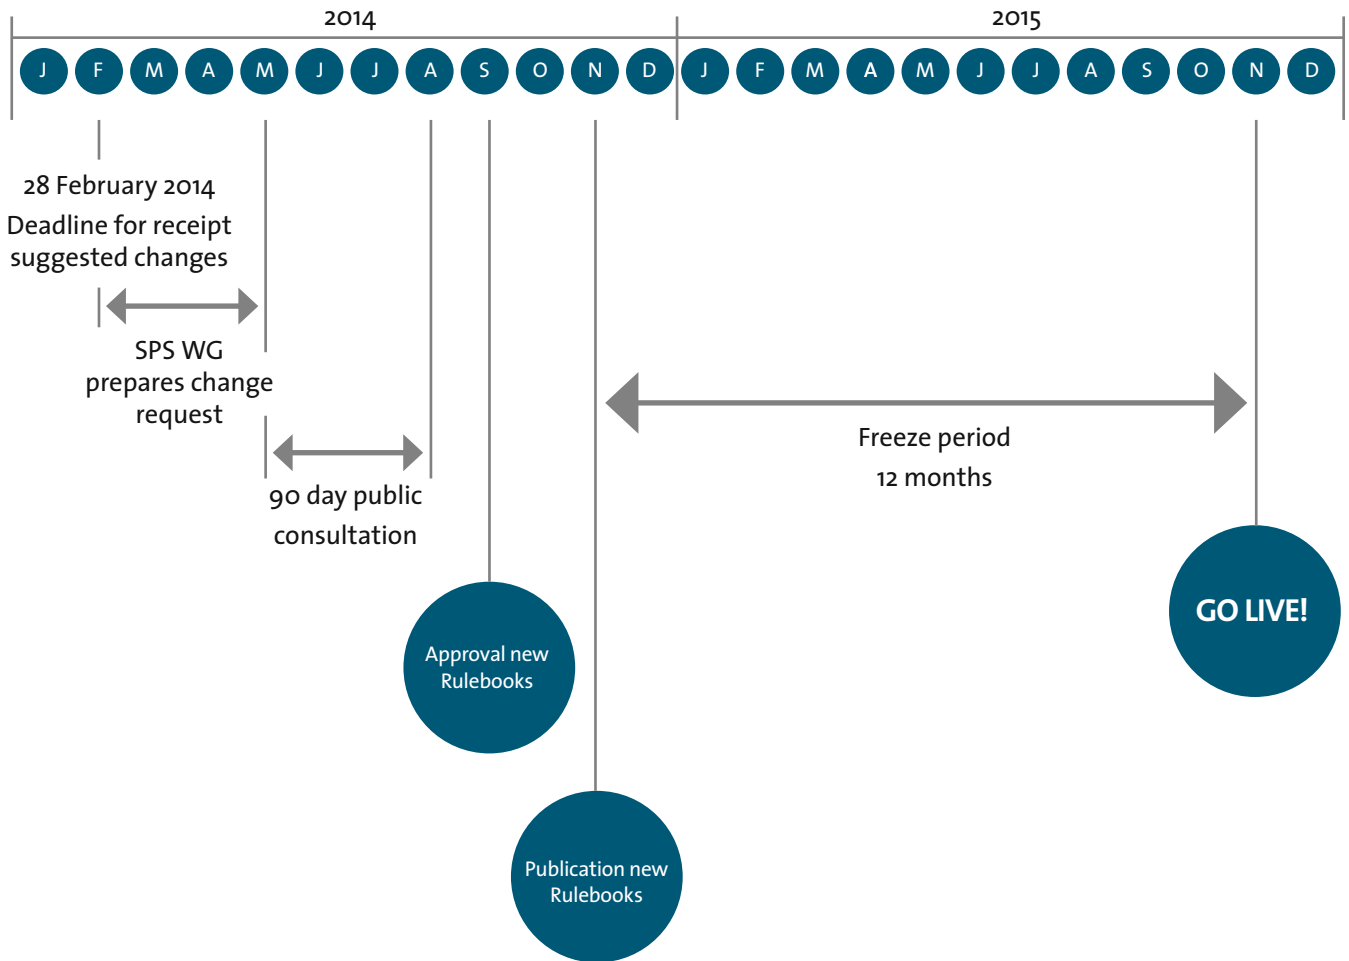 2014
2015
J F M A M J J A S O N D J F M A M J J A S O N D
28 February 2014
Deadline for receipt
suggested changes
SPS WG
prepares change
request
90 day public
consultation
Freeze period
12 months
GO LIVE!
Approval new
Rulebooks
Publication new
Rulebooks